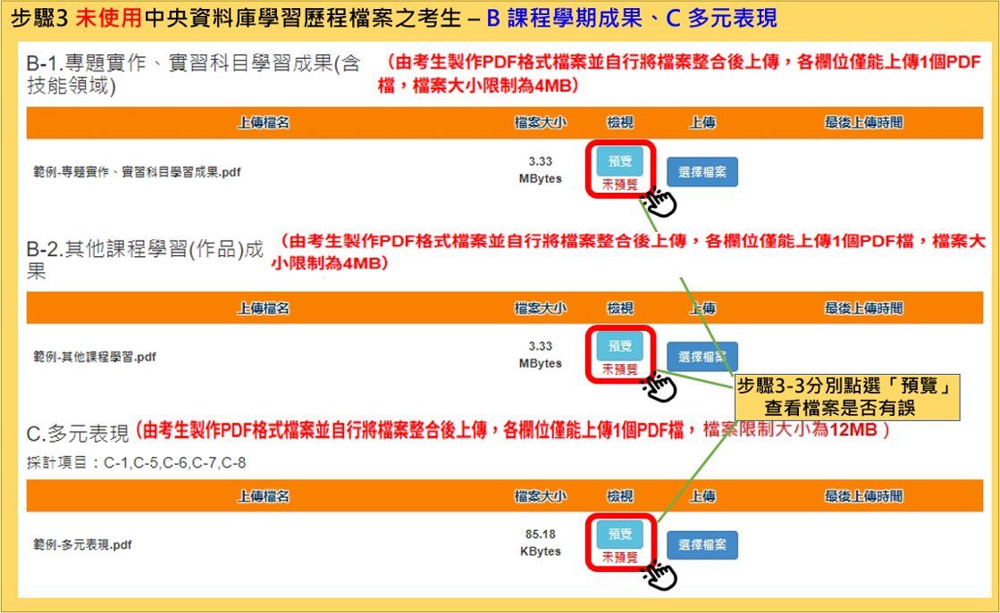 步驟3 未使用中央資料庫學習歷程檔案之考生 – B 課程學期成果、C 多元表現
B-1.專題實作、實習科目學習成果(含技能領域)
（由考生製作PDF格式檔案並自行將檔案整合後上傳，各欄位僅能上傳1個PDF檔，檔案大小限制為4MB）
上傳檔名 檔案大小 檢視 上傳 最後上傳時間
範例-專題實作、實習科目學習成果.pdf 3.33 MBytes 預覽 未預覽 選擇檔案
B-2.其他課程學習(作品)成果
（由考生製作PDF格式檔案並自行將檔案整合後上傳，各欄位僅能上傳1個PDF檔，檔案大小限制為4MB）
上傳檔名 檔案大小 檢視 上傳 最後上傳時間
範例-其他課程學習.pdf 3.33 MBytes 預覽 未預覽 選擇檔案
步驟3-3分別點選「預覽」
查看檔案是否有誤
C.多元表現（由考生製作PDF格式檔案並自行將檔案整合後上傳，各欄位僅能上傳1個PDF檔，檔案限制大小為12MB）
採計項目：C-1,C-5,C-6,C-7,C-8
上傳檔名 檔案大小 檢視 上傳 最後上傳時間
範例-多元表現.pdf 85.18 KBytes 預覽 未預覽 選擇檔案